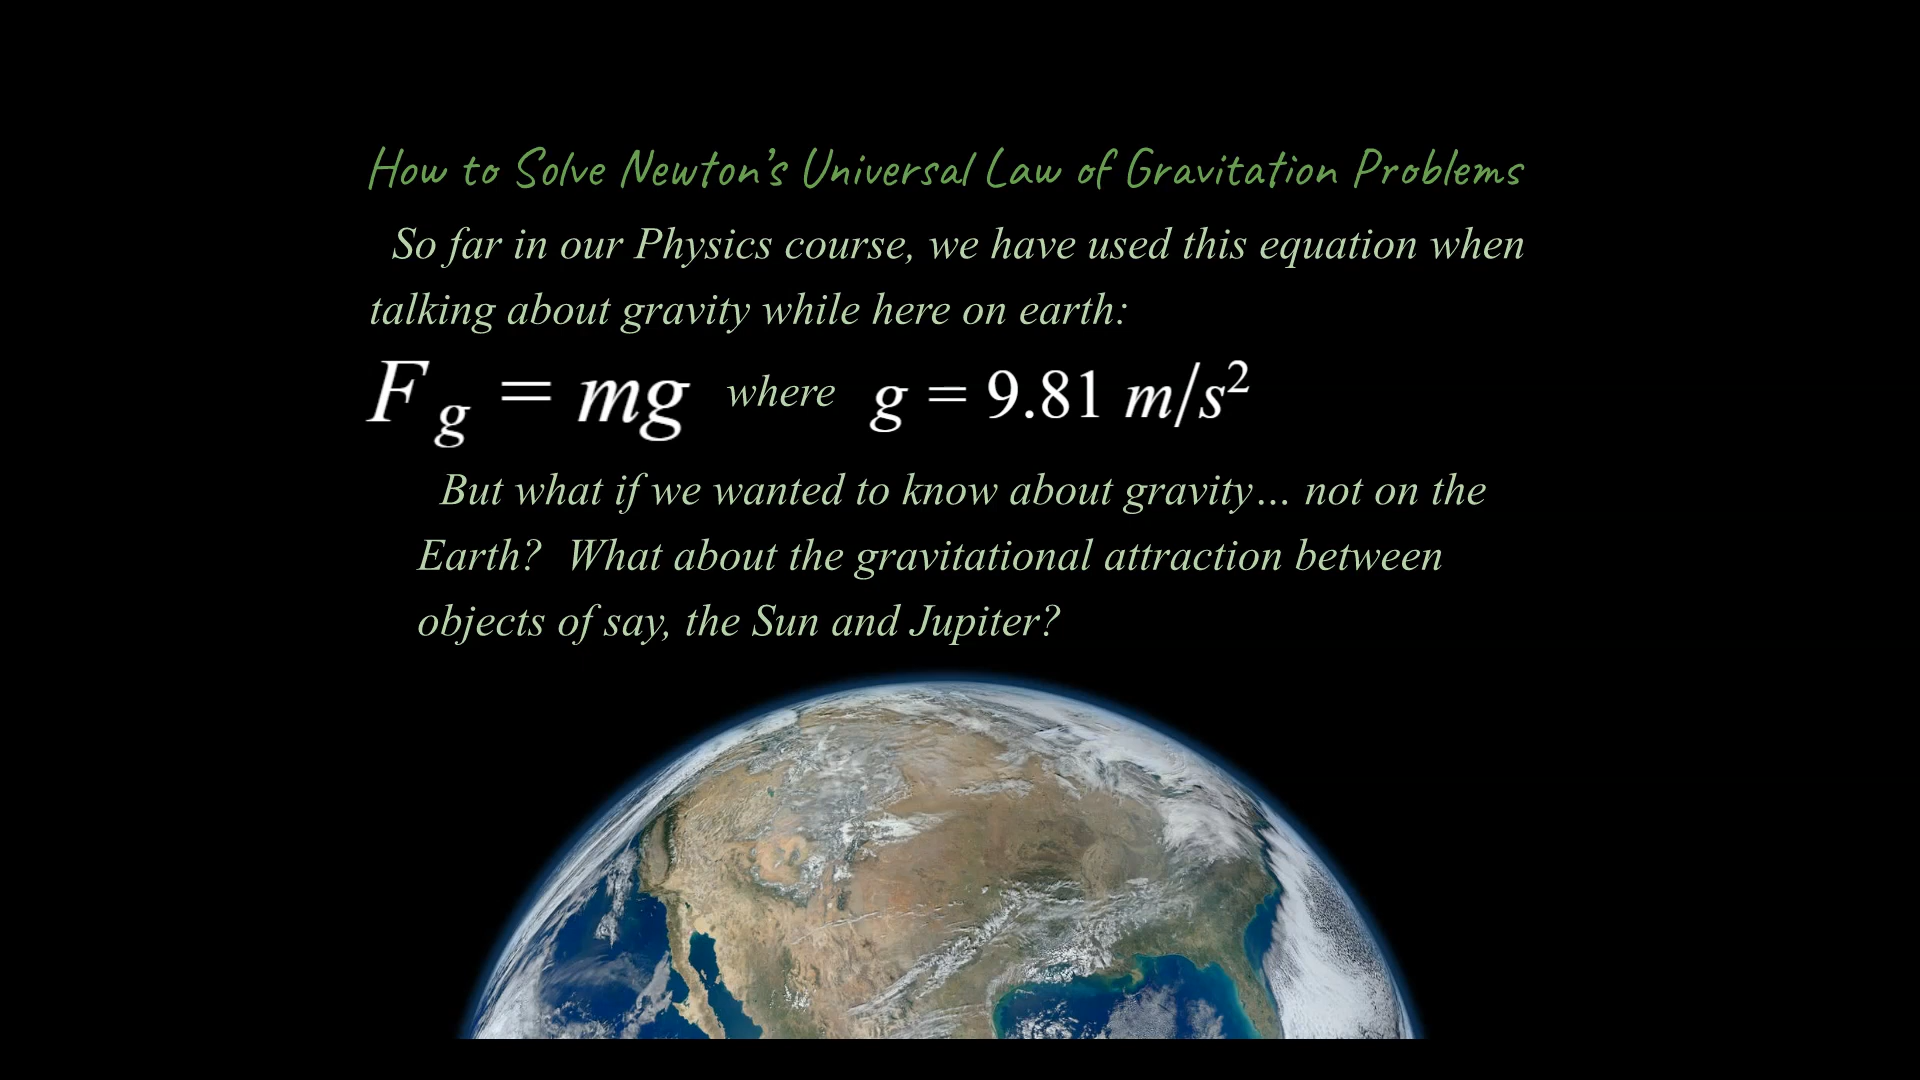 How to Solve Newton's Universal Law of Gravitation Problems
So far in our Physics course, we have used this equation when
talking about gravity while here on earth:
F g = mg where g = 9.81 m/s²
But what if we wanted to know about gravity… not on the
Earth? What about the gravitational attraction between
objects of say, the Sun and Jupiter?